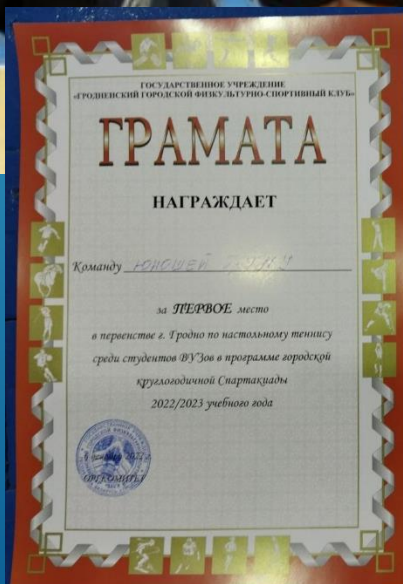 ГОСУДАРСТВЕННОЕ УЧРЕЖДЕНИЕ
«ГРОДНЕНСКИЙ ГОРОДСКОЙ ФИЗКУЛЬТУРНО-СПОРТИВНЫЙ КЛУБ»
ГРАМАТА
НАГРАЖДАЕТ
Команду юношей
за ПЕРВОЕ место
в первенстве г. Гродно по настольному теннису
среди студентов ВУЗов в программе городской
круглогодичной Спартакиады
2022/2023 учебного года
ОРГКОМИТЕТ